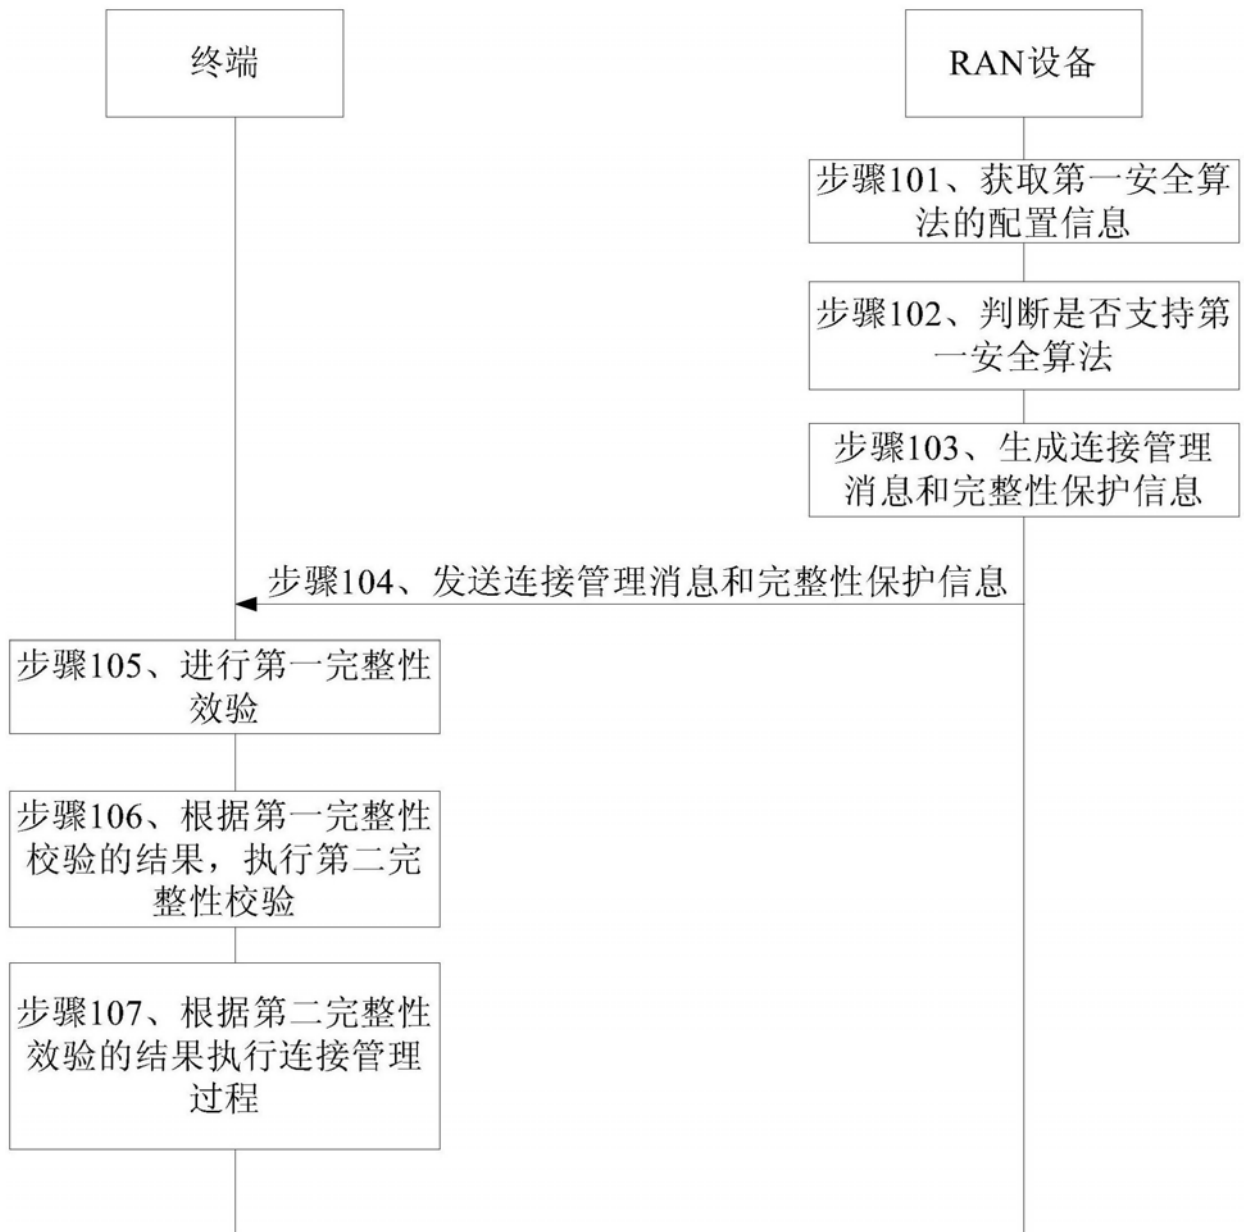 终端
RAN设备
步骤101、获取第一安全算
法的配置信息
步骤102、判断是否支持第
一安全算法
步骤103、生成连接管理
消息和完整性保护信息
步骤104、发送连接管理消息和完整性保护信息
步骤105、进行第一完整性
效验
步骤106、根据第一完整性
校验的结果，执行第二完
整性校验
步骤107、根据第二完整性
效验的结果执行连接管理
过程